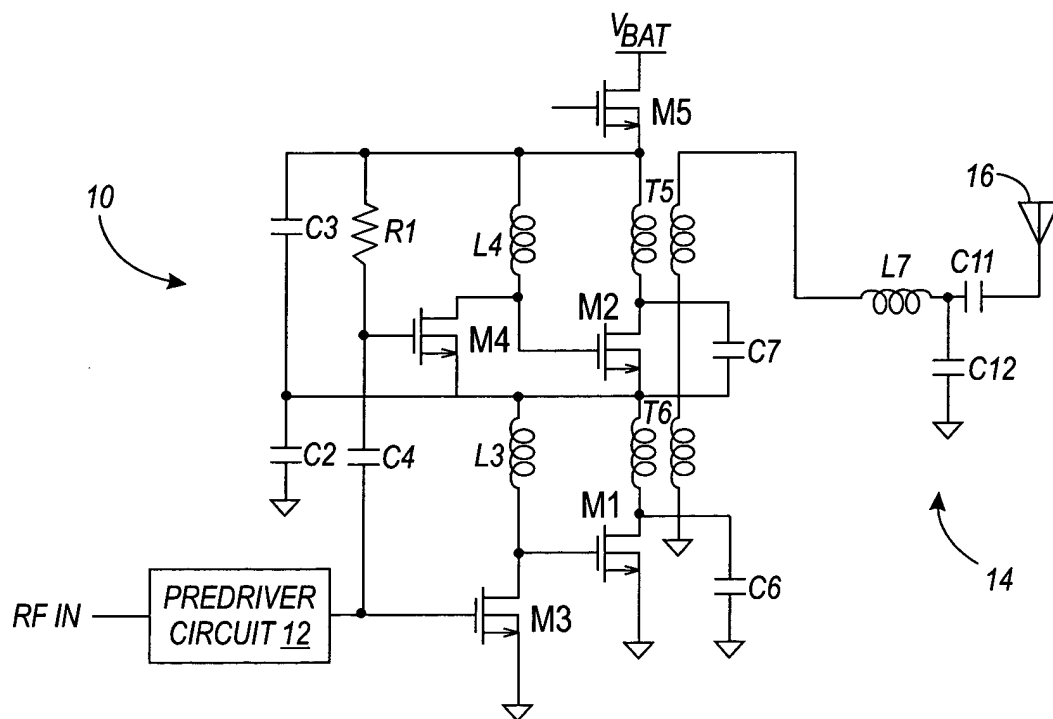 VBAT
M5
10
C3
R1
L4
T5
16
L7
C11
M4
M2
C7
C12
T6
C2
C4
L3
M1
C6
14
RF IN
PREDRIVER
CIRCUIT 12
M3